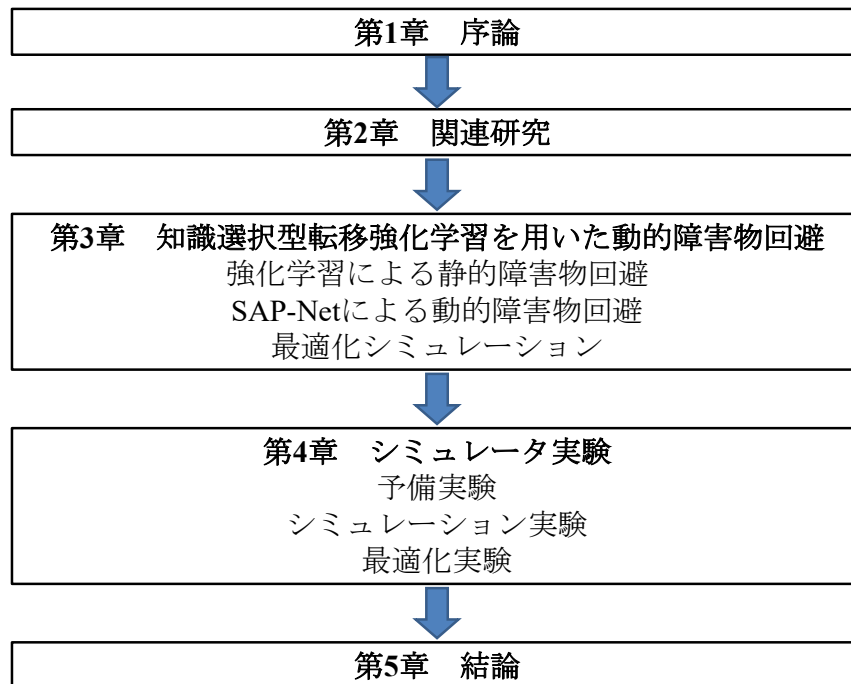 第1章　序論
第2章　関連研究
第3章　知識選択型転移強化学習を用いた動的障害物回避
強化学習による静的障害物回避
SAP-Netによる動的障害物回避
最適化シミュレーション
第4章　シミュレータ実験
予備実験
シミュレーション実験
最適化実験
第5章　結論